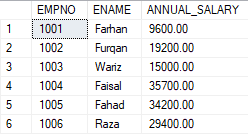 EMPNO ENAME ANNUAL_SALARY
1 1001 Farhan 9600.00
2 1002 Furqan 19200.00
3 1003 Wariz 15000.00
4 1004 Faisal 35700.00
5 1005 Fahad 34200.00
6 1006 Raza 29400.00